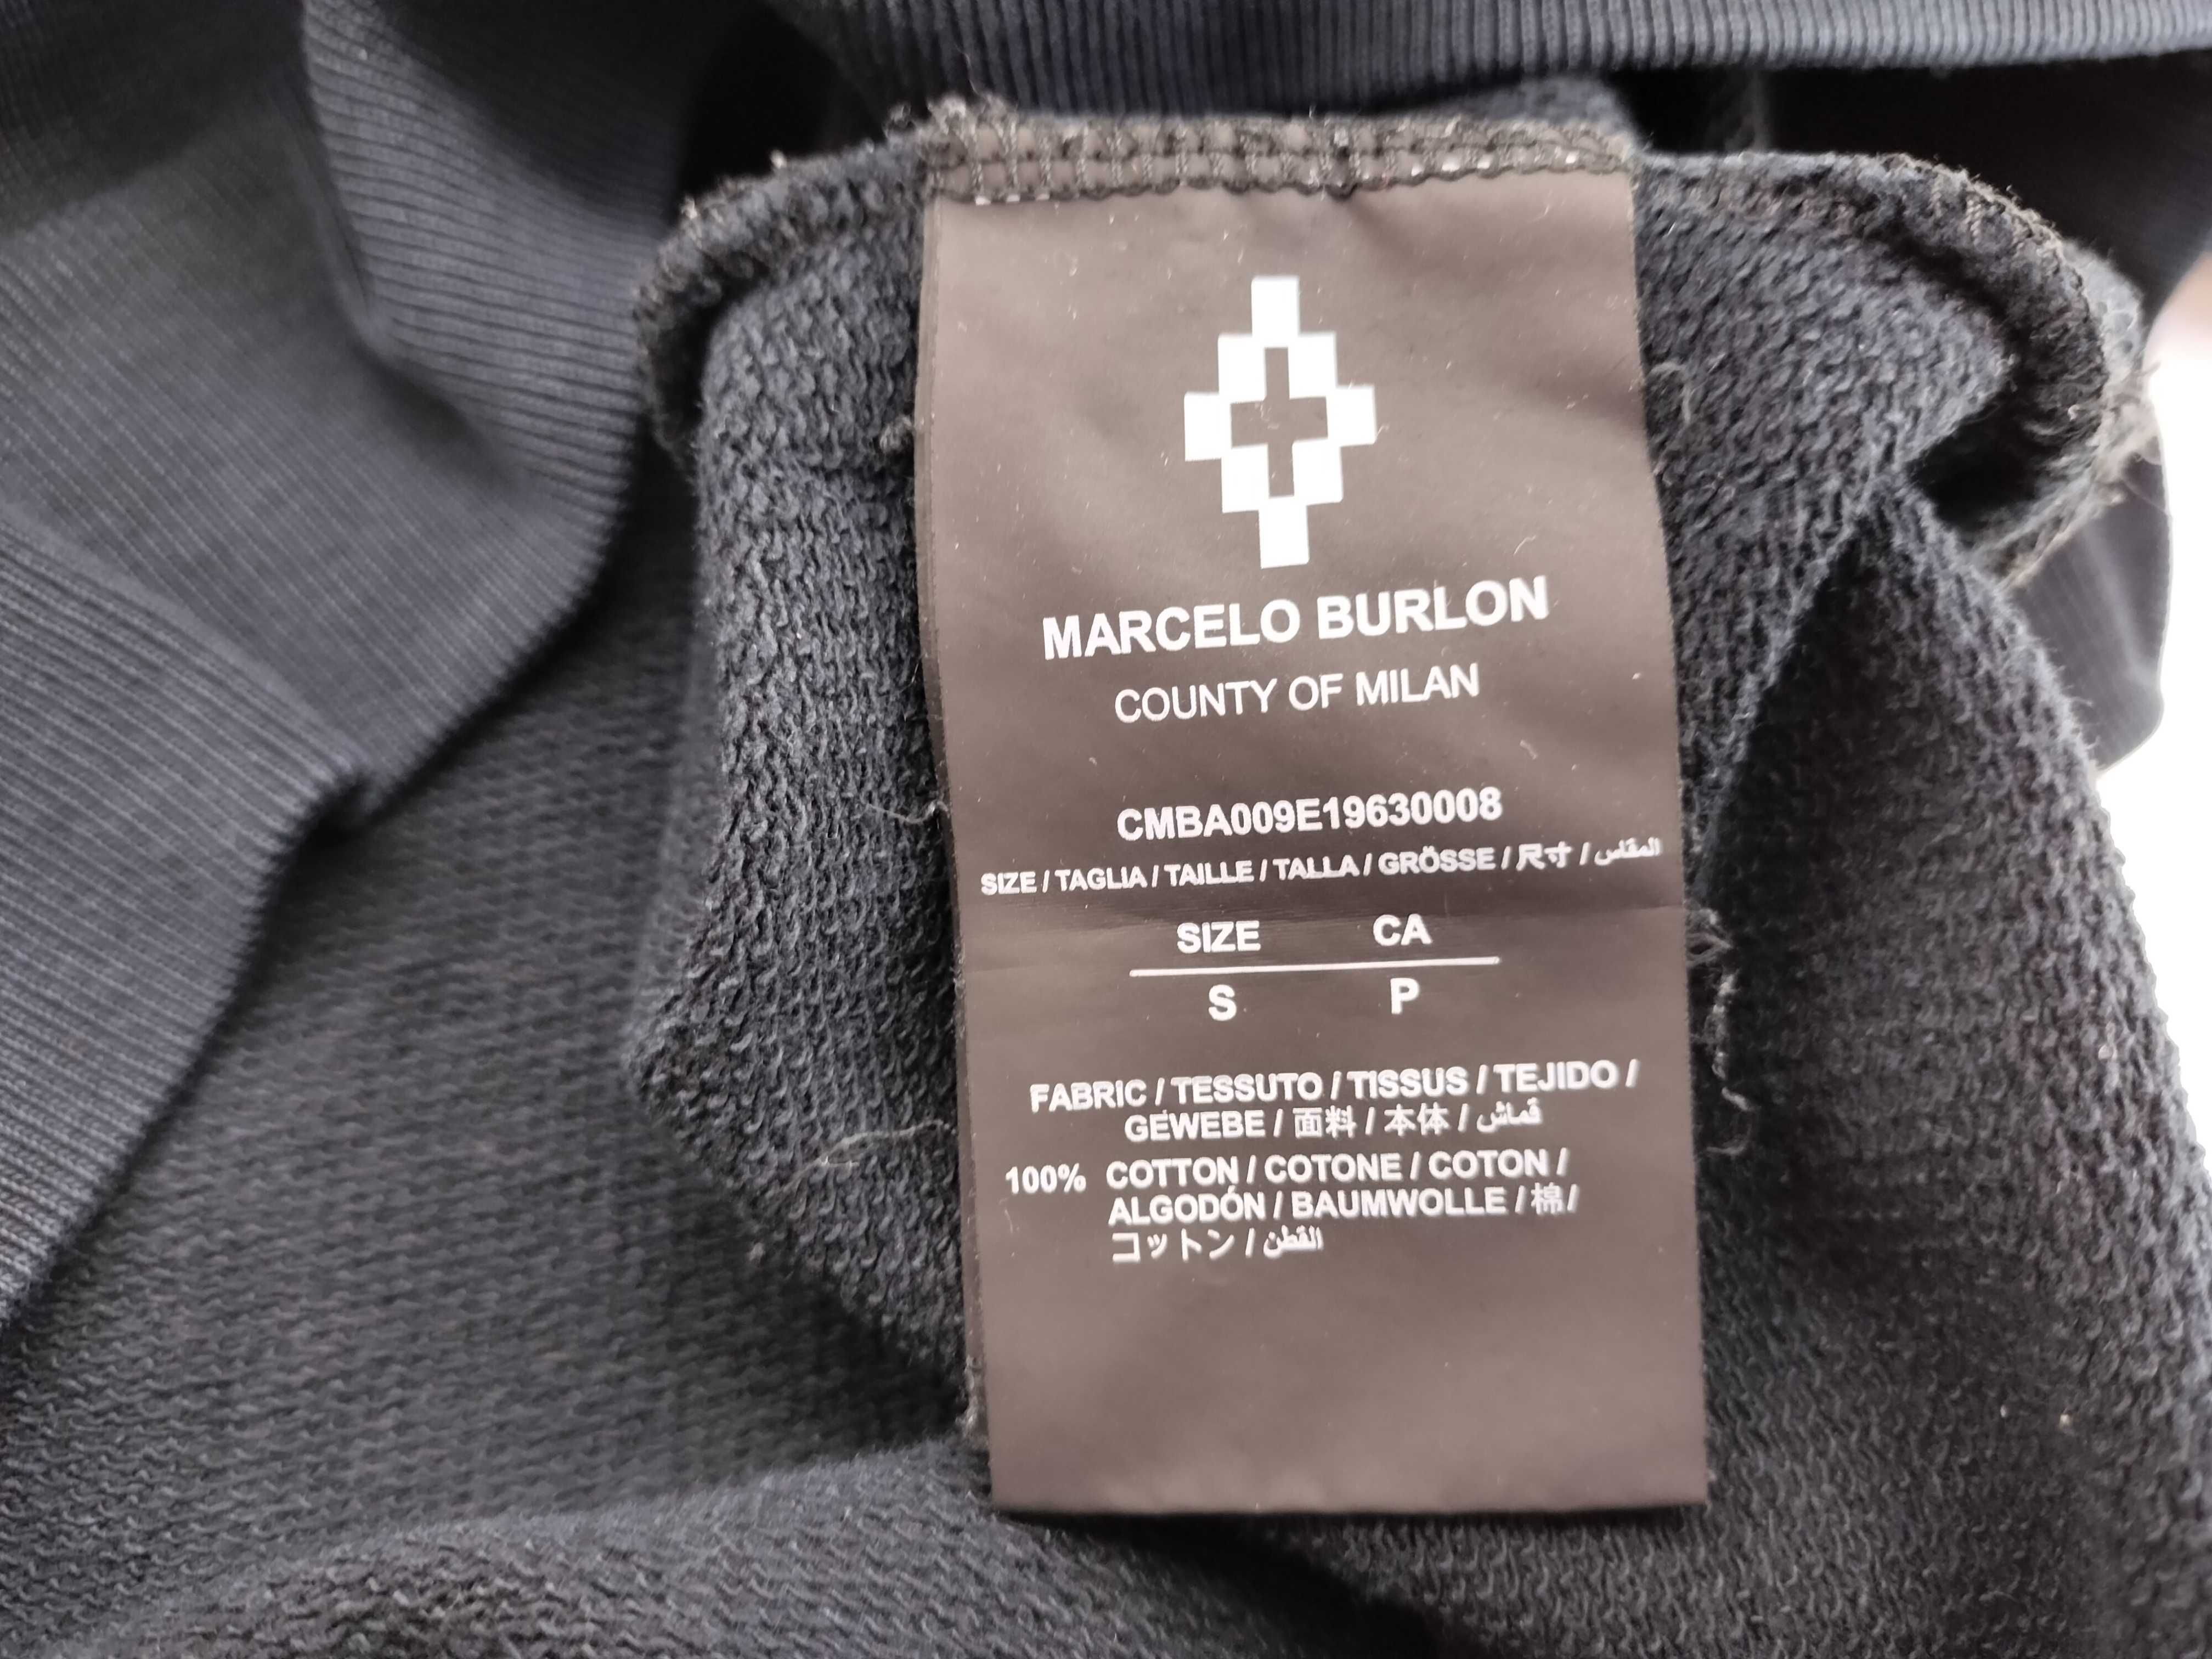 MARCELO BURLON
COUNTY OF MILAN
CMBA009E19630008
SIZE / TAGLIA / TAILLE / TALLA / GRÖSSE / 尺寸 / المقاس
SIZE CA
S P
FABRIC / TESSUTO / TISSUS / TEJIDO /
GEWEBE / 面料 / 本体 / قماش
100% COTTON / COTONE / COTON /
ALGODÓN / BAUMWOLLE / 棉/
コットン / القطن